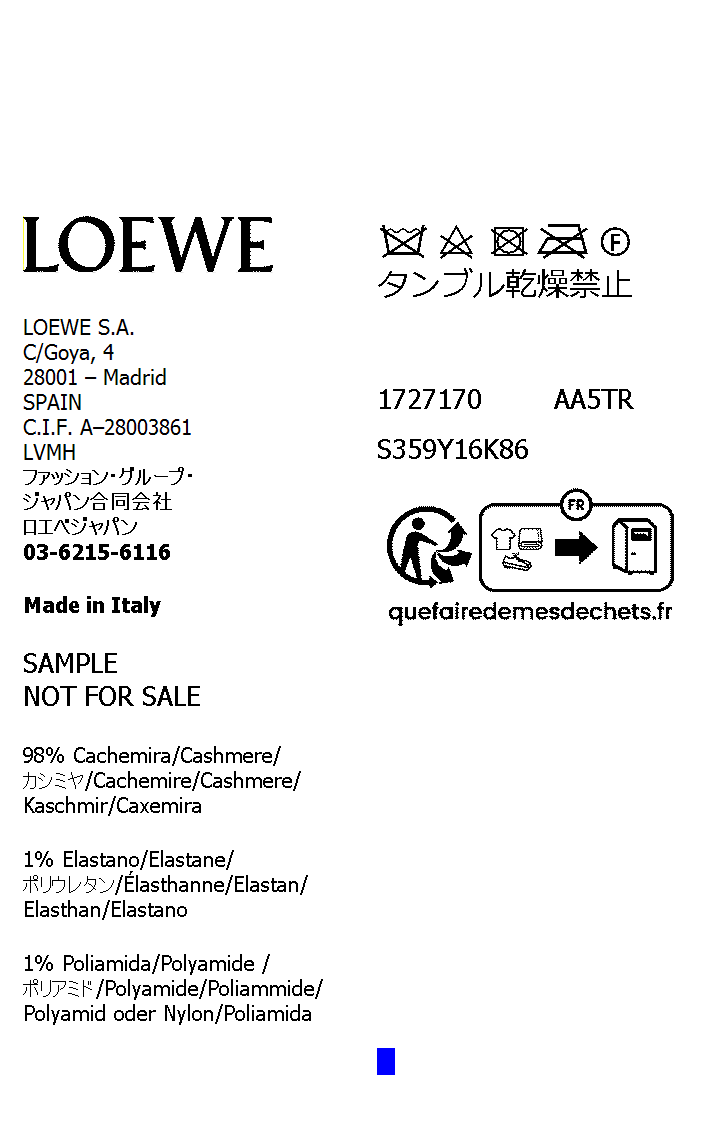 LOEWE
LOEWE S.A.
C/Goya, 4
28001 – Madrid
SPAIN
C.I.F. A–28003861
LVMH
ファッション・グループ・
ジャパン合同会社
ロエベジャパン
03-6215-6116
Made in Italy
SAMPLE
NOT FOR SALE
98% Cachemira/Cashmere/
カシミヤ/Cachemire/Cashmere/
Kaschmir/Caxemira
1% Elastano/Elastane/
ポリウレタン/Élasthanne/Elastan/
Elasthan/Elastano
1% Poliamida/Polyamide /
ポリアミド/Polyamide/Poliammide/
Polyamid oder Nylon/Poliamida
F
タンブル乾燥禁止
1727170 AA5TR
S359Y16K86
FR
quefairedemesdechets.fr